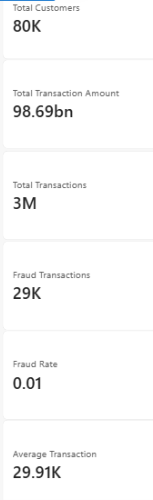 Total Customers
80K
Total Transaction Amount
98.69bn
Total Transactions
3M
Fraud Transactions
29K
Fraud Rate
0.01
Average Transaction
29.91K